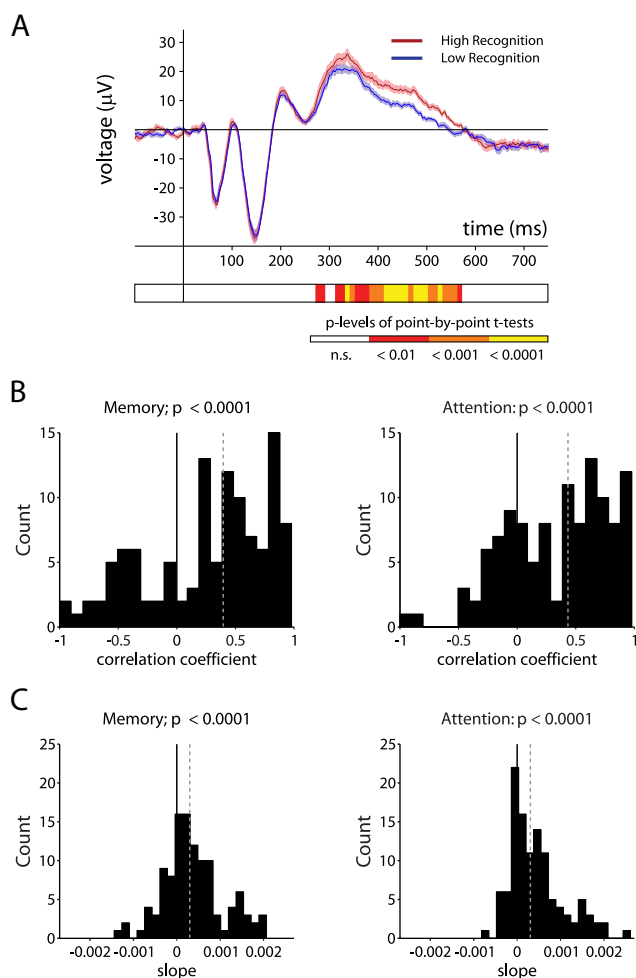 A
High Recognition
Low Recognition
voltage (μV)
30
20
10
0
-10
-20
-30
time (ms)
100 200 300 400 500 600 700
p-levels of point-by-point t-tests
n.s. < 0.01 < 0.001 < 0.0001
B
Memory; p < 0.0001
Count
15
10
5
0
-1 -0.5 0 0.5 1
correlation coefficient
Attention: p < 0.0001
Count
15
10
5
0
-1 -0.5 0 0.5 1
correlation coefficient
C
Memory; p < 0.0001
Count
25
20
15
10
5
0
-0.002 -0.001 0 0.001 0.002
slope
Attention: p < 0.0001
Count
25
20
15
10
5
0
-0.002 -0.001 0 0.001 0.002
slope